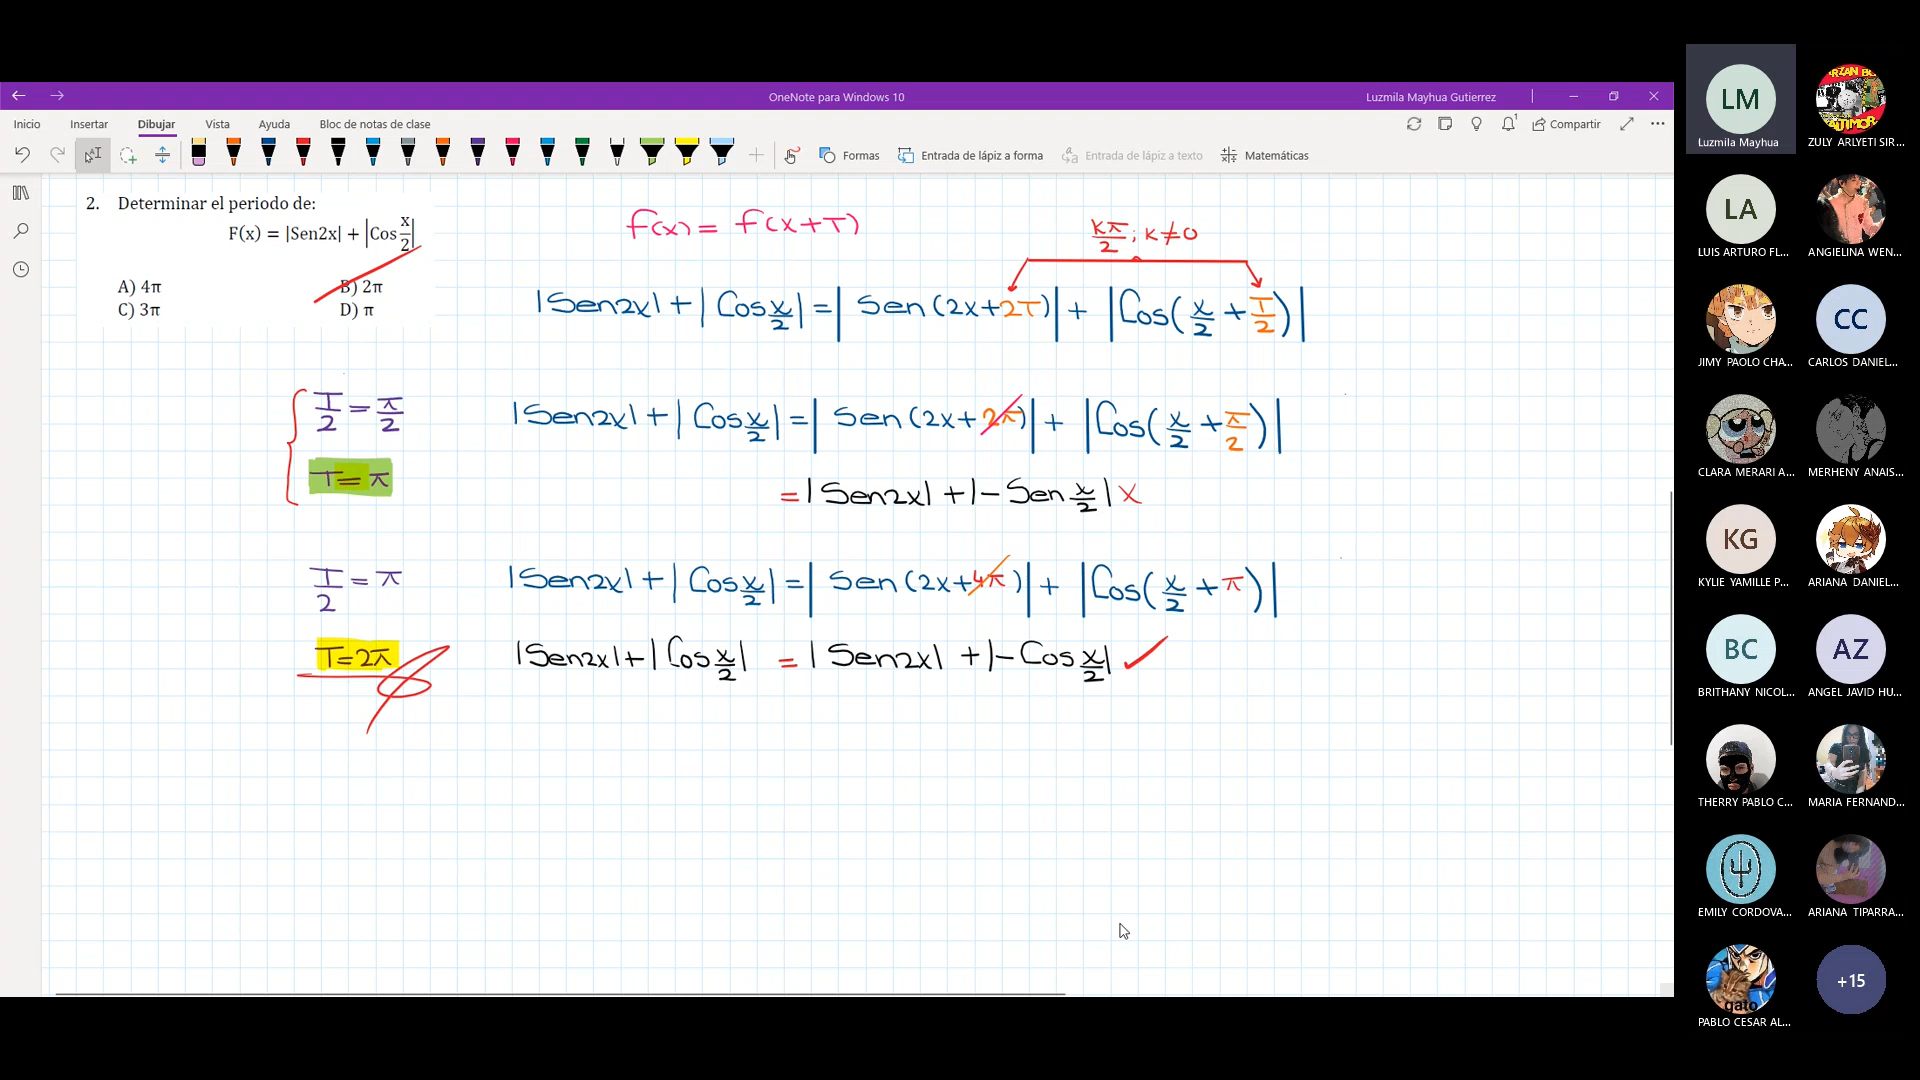 OneNote para Windows 10
Luzmila Mayhua Gutierrez
Inicio Insertar Dibujar Vista Ayuda Bloc de notas de clase
1 Compartir
Formas Entrada de lápiz a forma Entrada de lápiz a texto Matemáticas
2. Determinar el periodo de:
F(x) = |Sen2x| + |Cos x/2|
A) 4π B) 2π
C) 3π D) π
f(x) = f(x+T)
kπ/2 ; k≠0
|Sen2x| + |Cos x/2| = |Sen(2x+2T)| + |Cos(x/2 + T/2)|
T/2 = π/2
|Sen2x| + |Cos x/2| = |Sen(2x+2π)| + |Cos(x/2 + π/2)|
T = π
= |Sen2x| + |-Sen x/2| x
T/2 = π
|Sen2x| + |Cos x/2| = |Sen(2x+4π)| + |Cos(x/2 + π)|
T=2π
|Sen2x| + |Cos x/2| = |Sen2x| + |-Cos x/2| ✓
LM
Luzmila Mayhua
ZULY ARLYETI SIR...
LA
LUIS ARTURO FL...
ANGIELINA WEN...
JIMY PAOLO CHA...
CC
CARLOS DANIEL...
CLARA MERARI A...
MERHENY ANAIS...
KG
KYLIE YAMILLE P...
ARIANA DANIEL...
BC
BRITHANY NICOL...
AZ
ANGEL JAVID HU...
THERRY PABLO C...
MARIA FERNAND...
EMILY CORDOVA...
ARIANA TIPARRA...
gato
PABLO CESAR AL...
+15